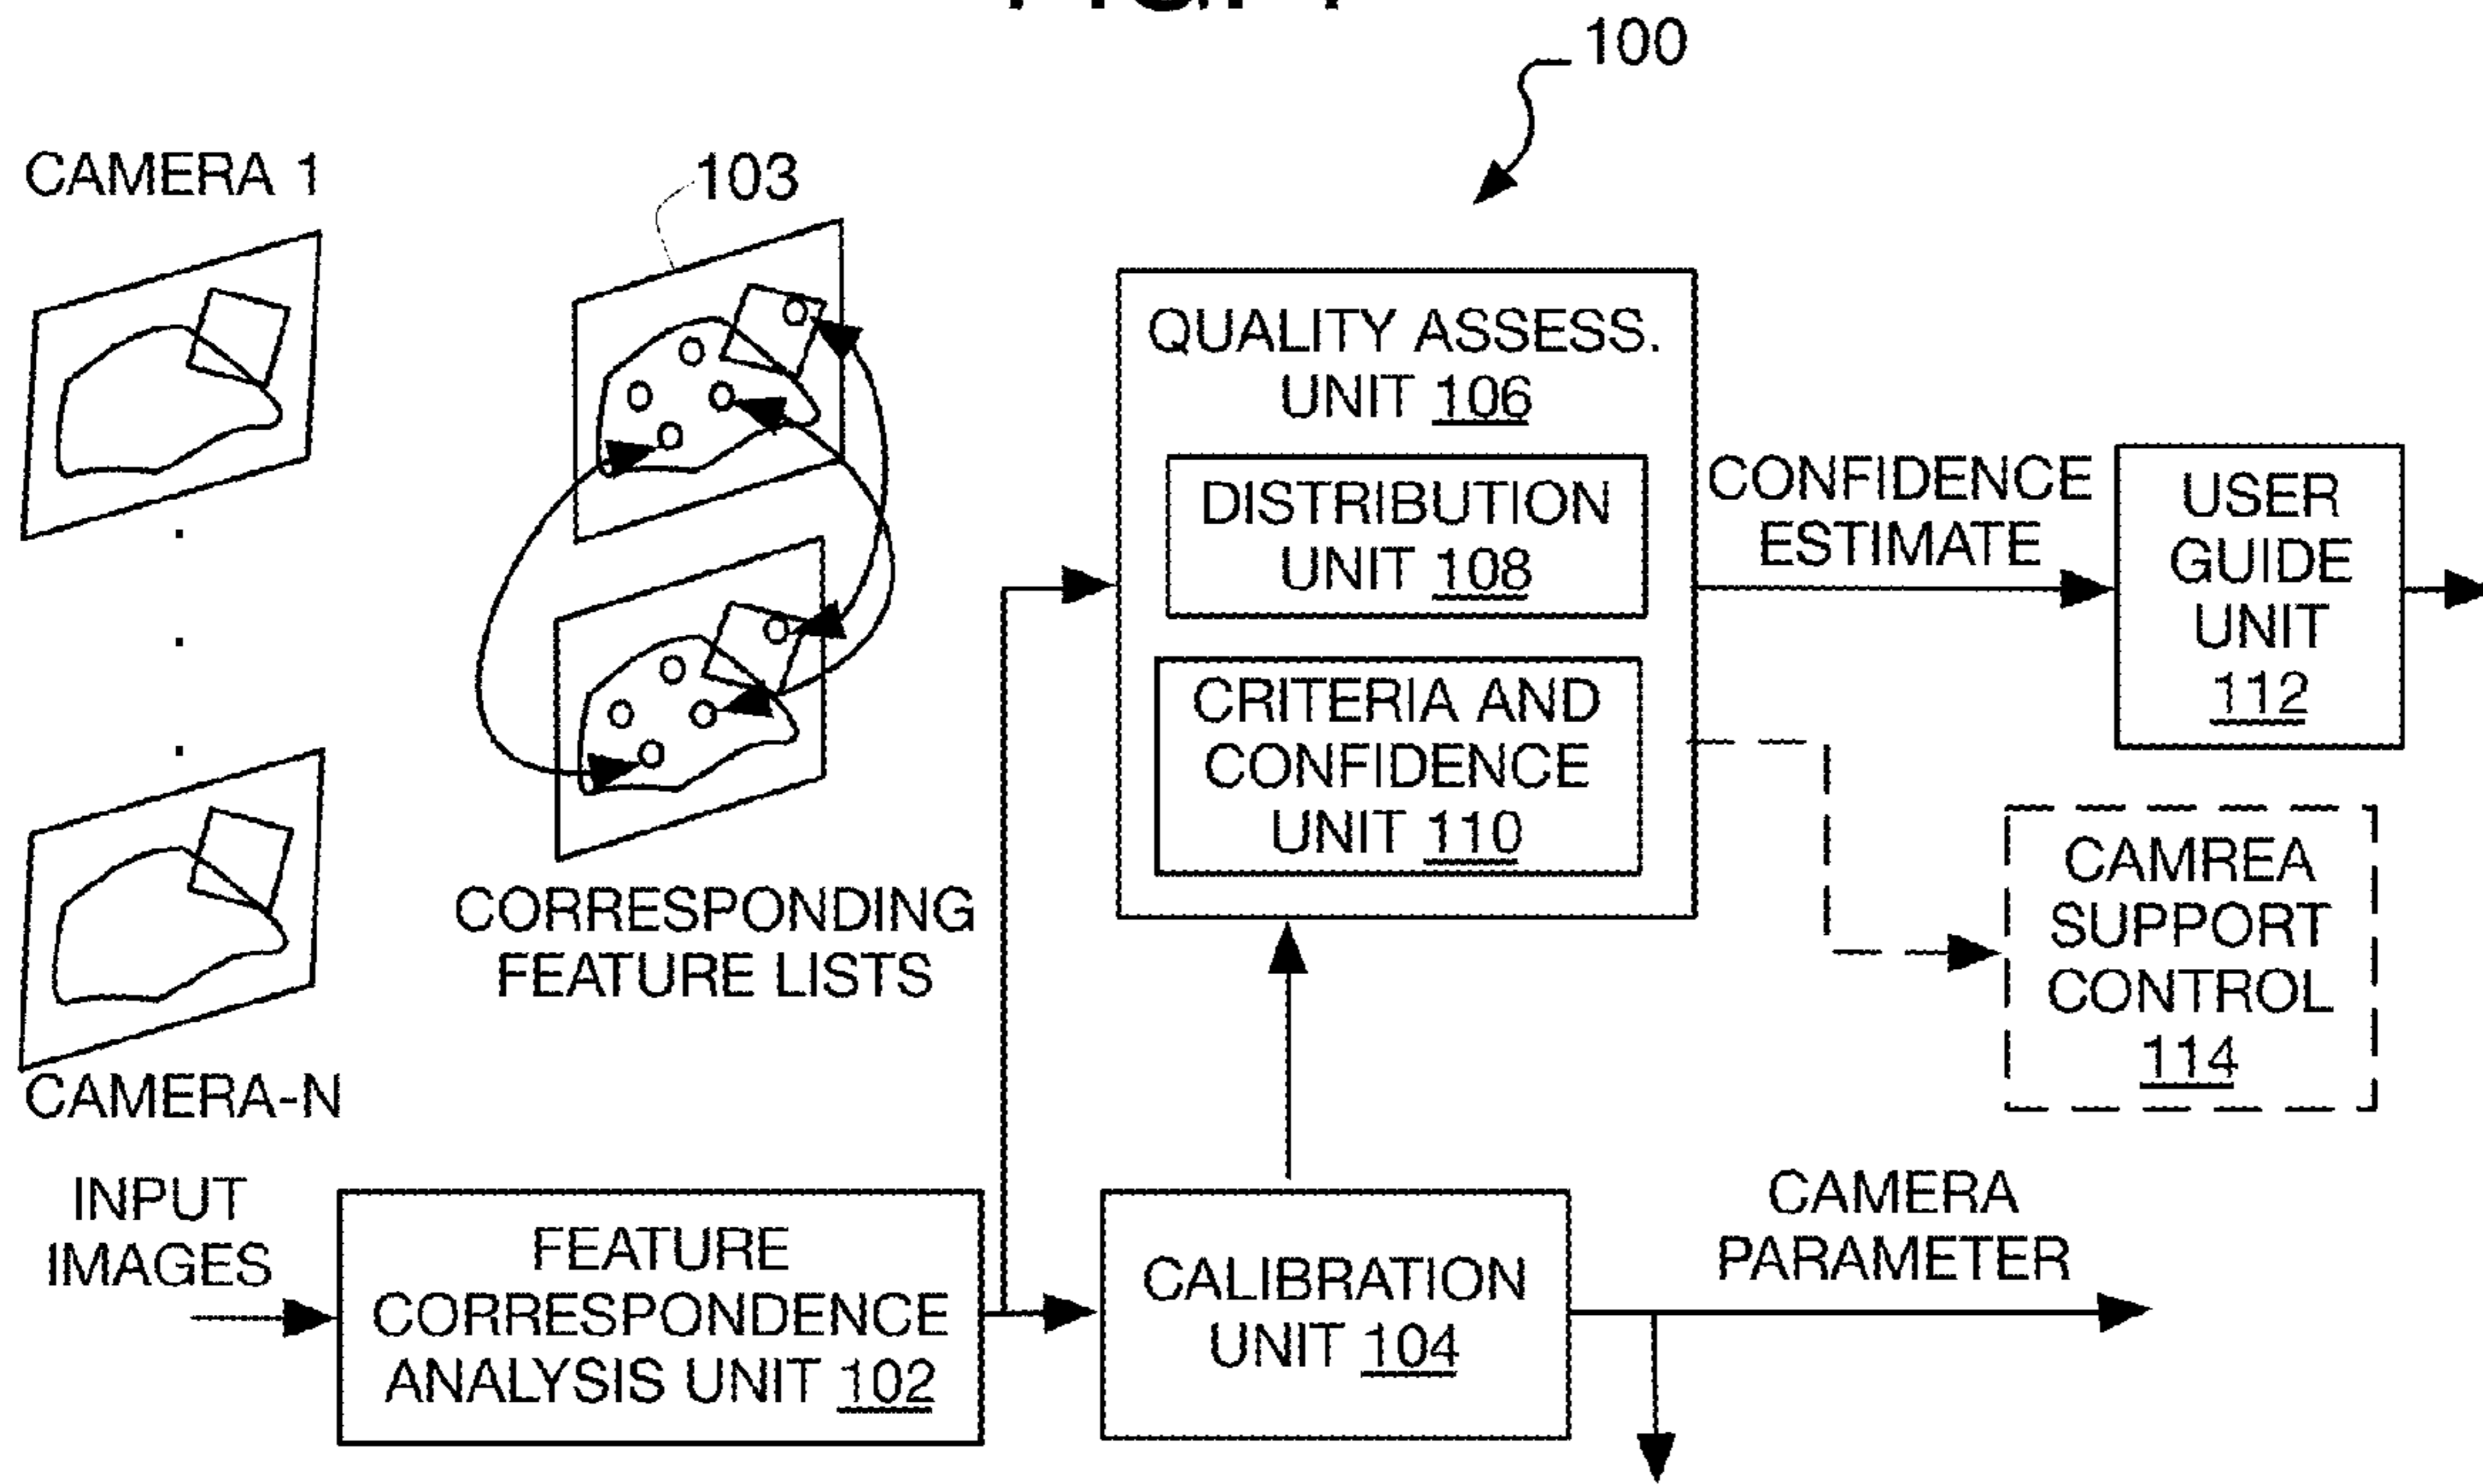 100
CAMERA 1
103
QUALITY ASSESS.
UNIT 106
DISTRIBUTION
UNIT 108
CRITERIA AND
CONFIDENCE
UNIT 110
CONFIDENCE
ESTIMATE
USER
GUIDE
UNIT
112
CAMREA
SUPPORT
CONTROL
114
CORRESPONDING
FEATURE LISTS
CAMERA-N
INPUT
IMAGES
FEATURE
CORRESPONDENCE
ANALYSIS UNIT 102
CALIBRATION
UNIT 104
CAMERA
PARAMETER